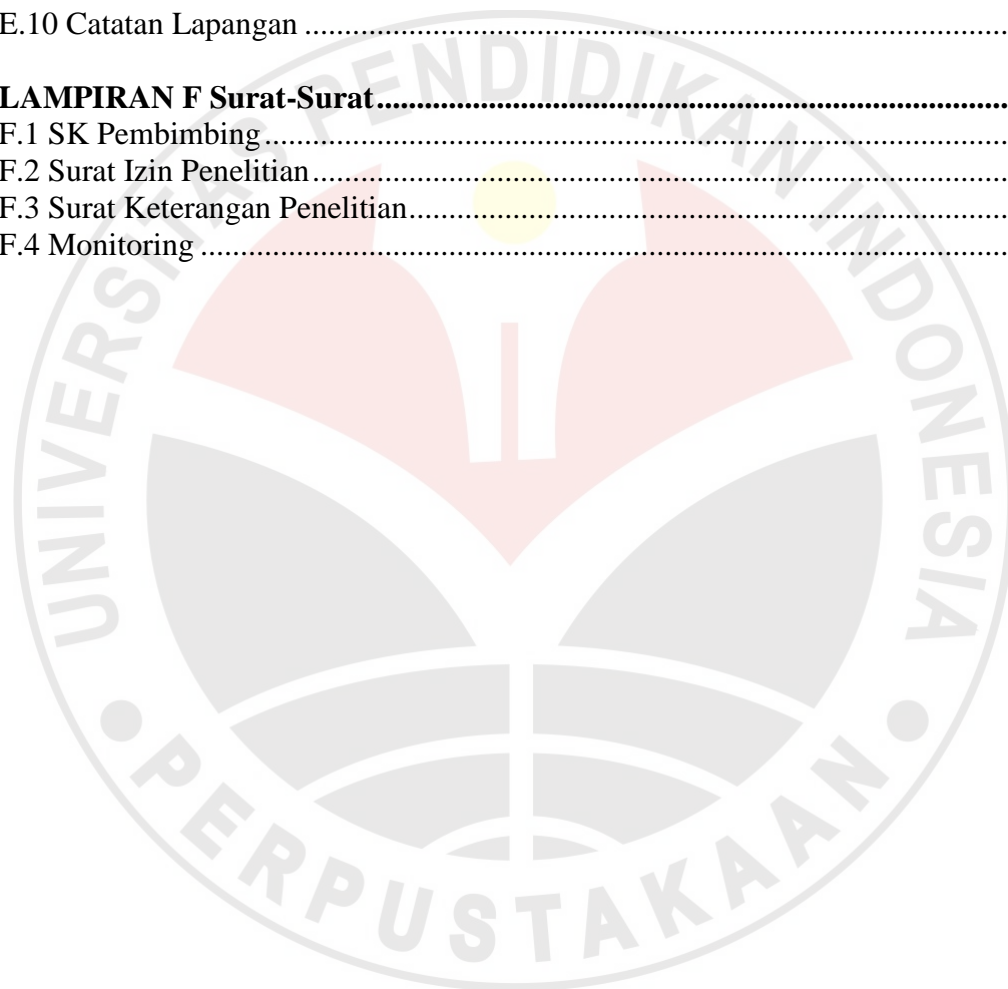 E.10 Catatan Lapangan ..........................................................................
LAMPIRAN F Surat-Surat..................................................................
F.1 SK Pembimbing..............................................................................
F.2 Surat Izin Penelitian.........................................................................
F.3 Surat Keterangan Penelitian...............................................................
F.4 Monitoring .....................................................................................
UNIVERSITAS PENDIDIKAN INDONESIA
PERPUSTAKAAN